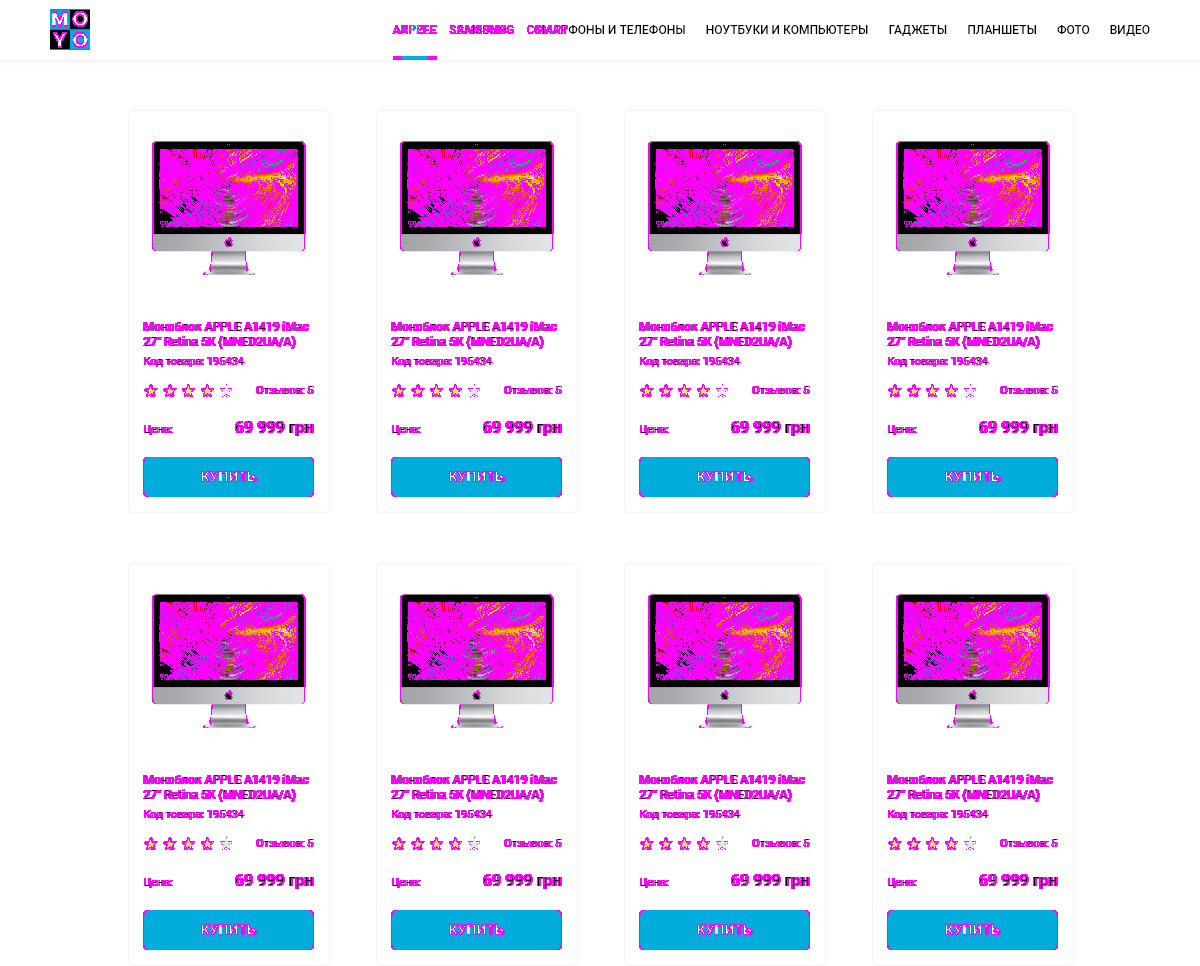 MO
YO
APPLE SAMSUNG СМАРТФОНЫ И ТЕЛЕФОНЫ НОУТБУКИ И КОМПЬЮТЕРЫ ГАДЖЕТЫ ПЛАНШЕТЫ ФОТО ВИДЕО
Моноблок APPLE A1419 iMac Моноблок APPLE A1419 iMac Моноблок APPLE A1419 iMac Моноблок APPLE A1419 iMac
27" Retina 5K (MNED2UA/A) 27" Retina 5K (MNED2UA/A) 27" Retina 5K (MNED2UA/A) 27" Retina 5K (MNED2UA/A)
Код товара: 195434 Код товара: 195434 Код товара: 195434 Код товара: 195434
Отзывов: 5 Отзывов: 5 Отзывов: 5 Отзывов: 5
Цена: 69 999 грн Цена: 69 999 грн Цена: 69 999 грн Цена: 69 999 грн
КУПИТЬ КУПИТЬ КУПИТЬ КУПИТЬ
Моноблок APPLE A1419 iMac Моноблок APPLE A1419 iMac Моноблок APPLE A1419 iMac Моноблок APPLE A1419 iMac
27" Retina 5K (MNED2UA/A) 27" Retina 5K (MNED2UA/A) 27" Retina 5K (MNED2UA/A) 27" Retina 5K (MNED2UA/A)
Код товара: 195434 Код товара: 195434 Код товара: 195434 Код товара: 195434
Отзывов: 5 Отзывов: 5 Отзывов: 5 Отзывов: 5
Цена: 69 999 грн Цена: 69 999 грн Цена: 69 999 грн Цена: 69 999 грн
КУПИТЬ КУПИТЬ КУПИТЬ КУПИТЬ